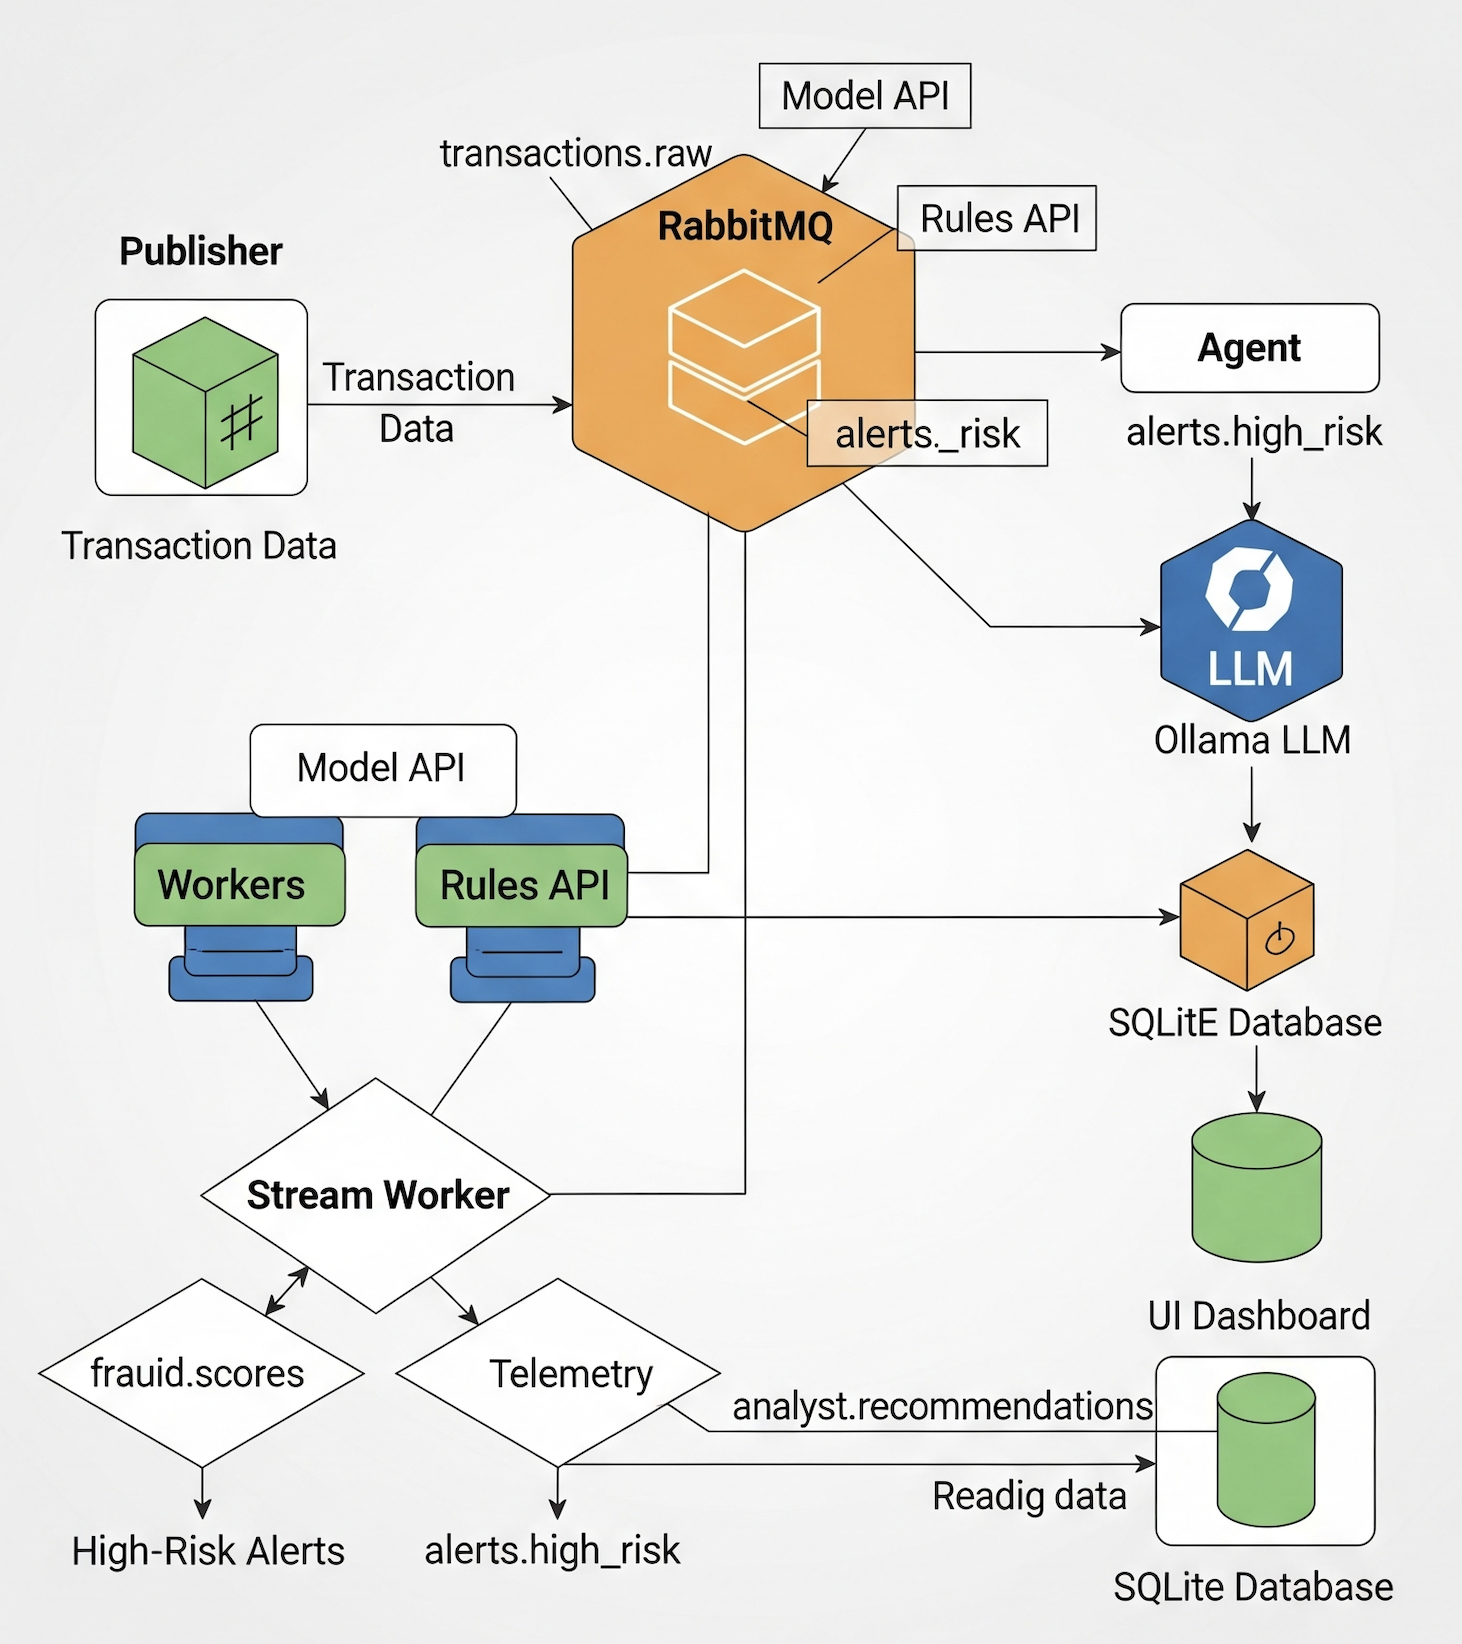 Model API
transactions.raw
RabbitMQ
Rules API
Publisher
Agent
Transaction
Data
alerts._risk
alerts.high_risk
Transaction Data
LLM
Ollama LLM
Model API
Workers
Rules API
SQLitE Database
Stream Worker
UI Dashboard
frauid.scores
Telemetry
analyst.recommendations
Readig data
High-Risk Alerts
alerts.high_risk
SQLite Database